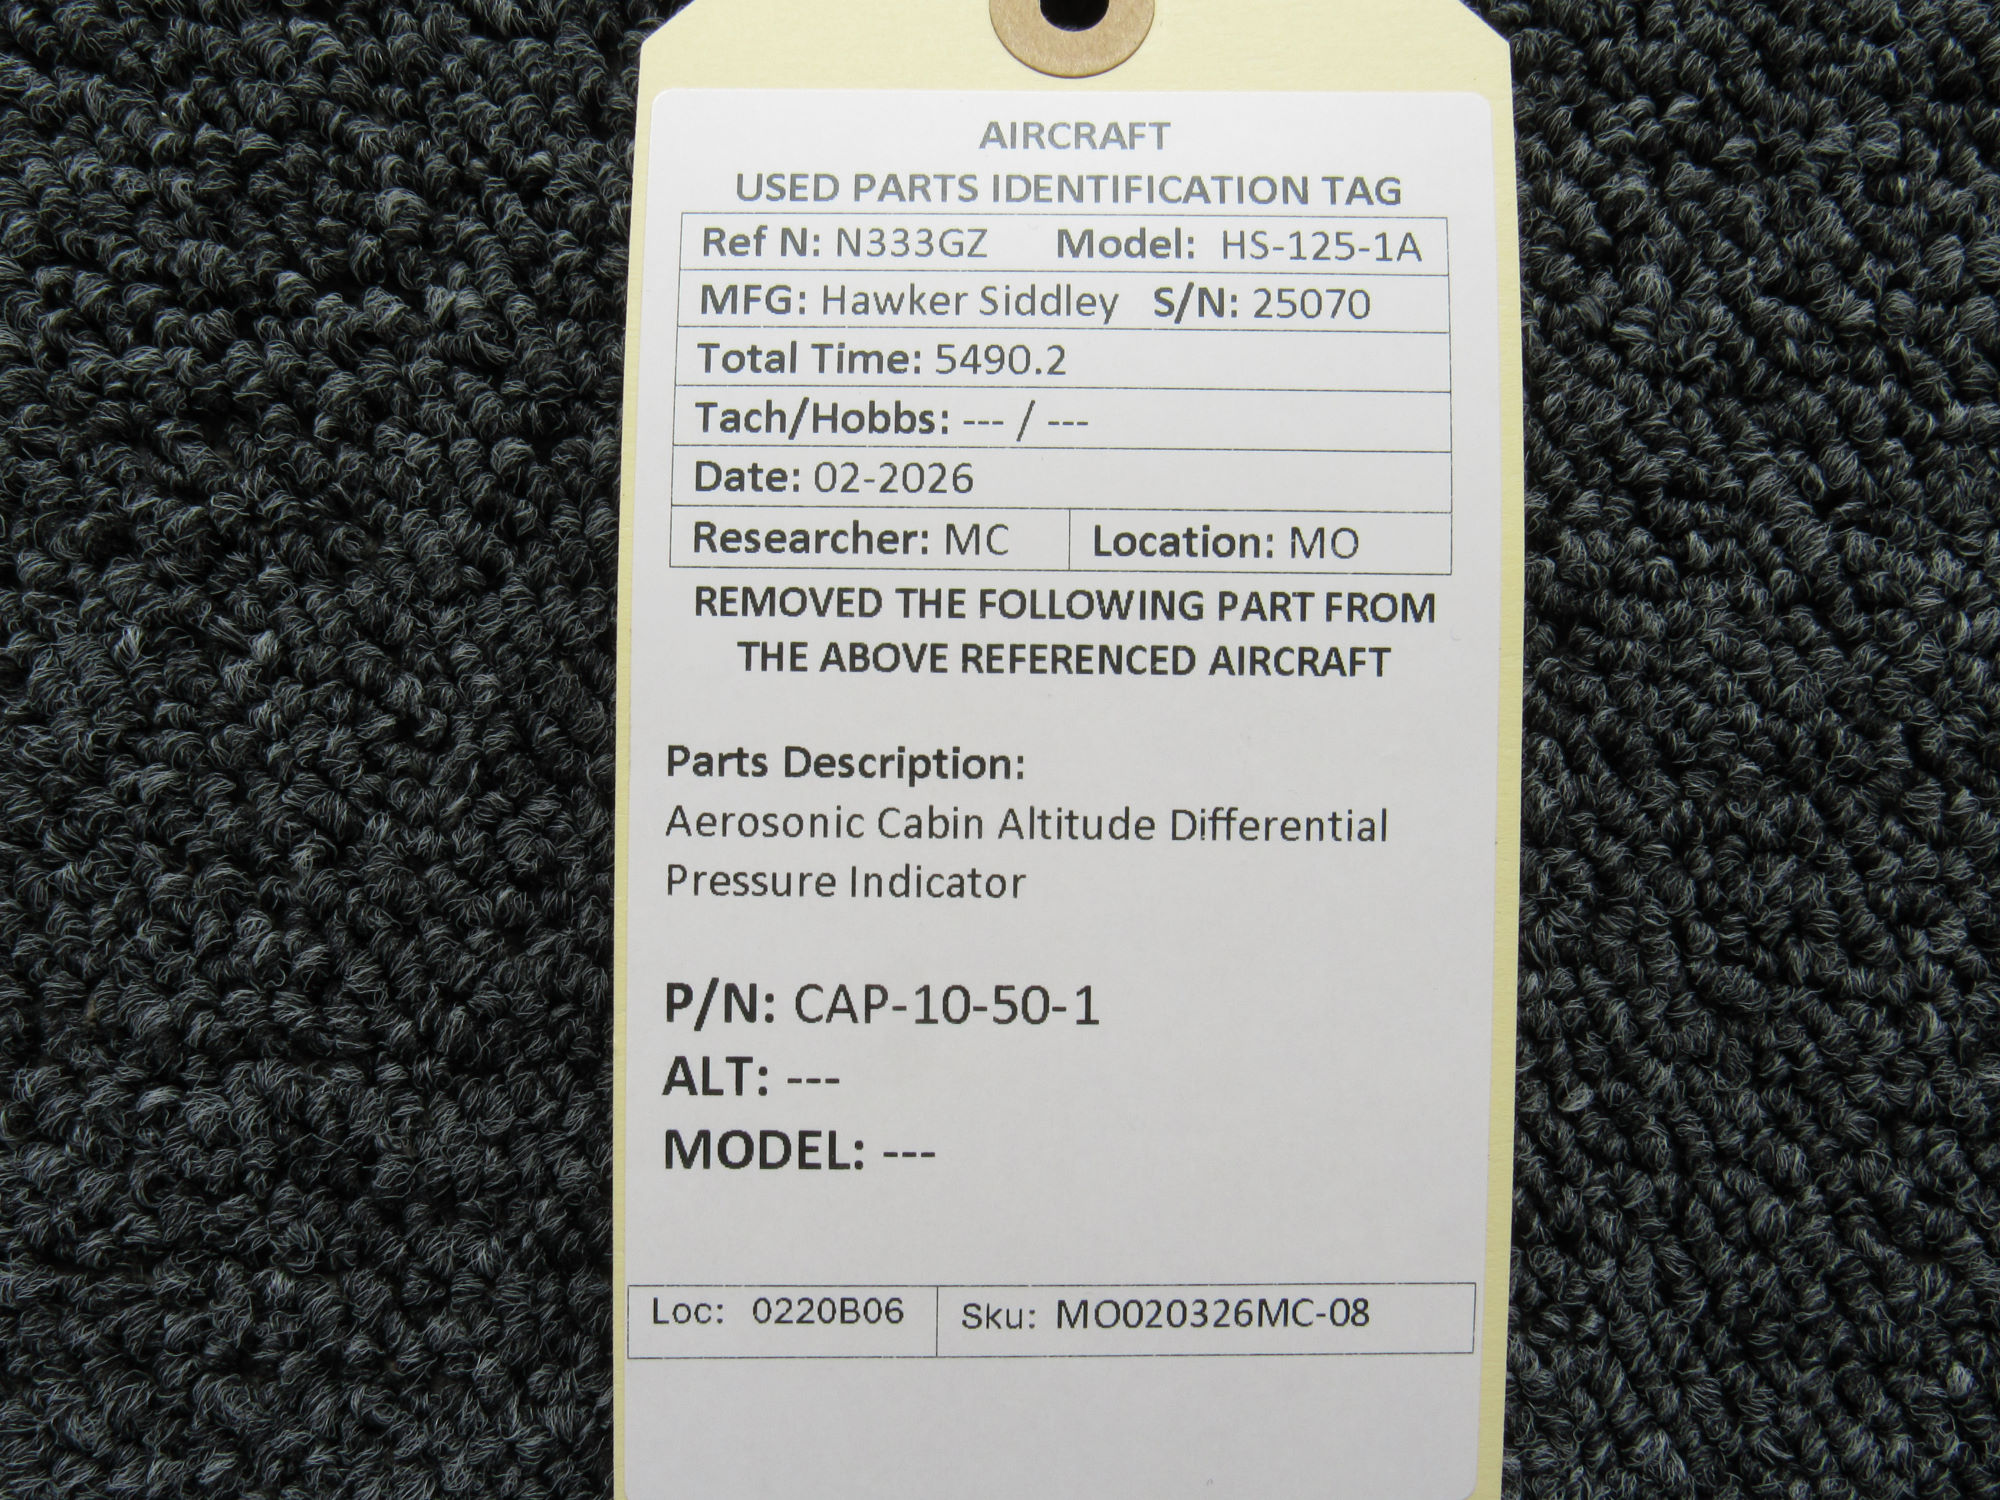 AIRCRAFT
USED PARTS IDENTIFICATION TAG
Ref N: N333GZ Model: HS-125-1A
MFG: Hawker Siddley S/N: 25070
Total Time: 5490.2
Tach/Hobbs: --- / ---
Date: 02-2026
Researcher: MC Location: MO
REMOVED THE FOLLOWING PART FROM
THE ABOVE REFERENCED AIRCRAFT
Parts Description:
Aerosonic Cabin Altitude Differential
Pressure Indicator
P/N: CAP-10-50-1
ALT: ---
MODEL: ---
Loc: 0220B06 Sku: MO020326MC-08